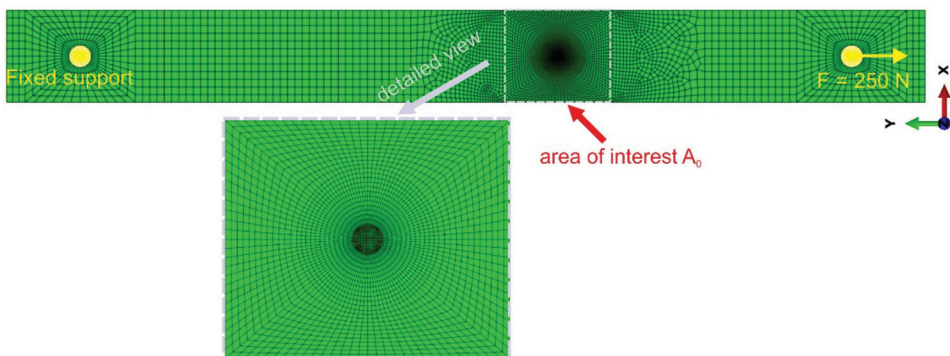 Fixed support
detailed view
F = 250 N
area of interest A₀
X
Y